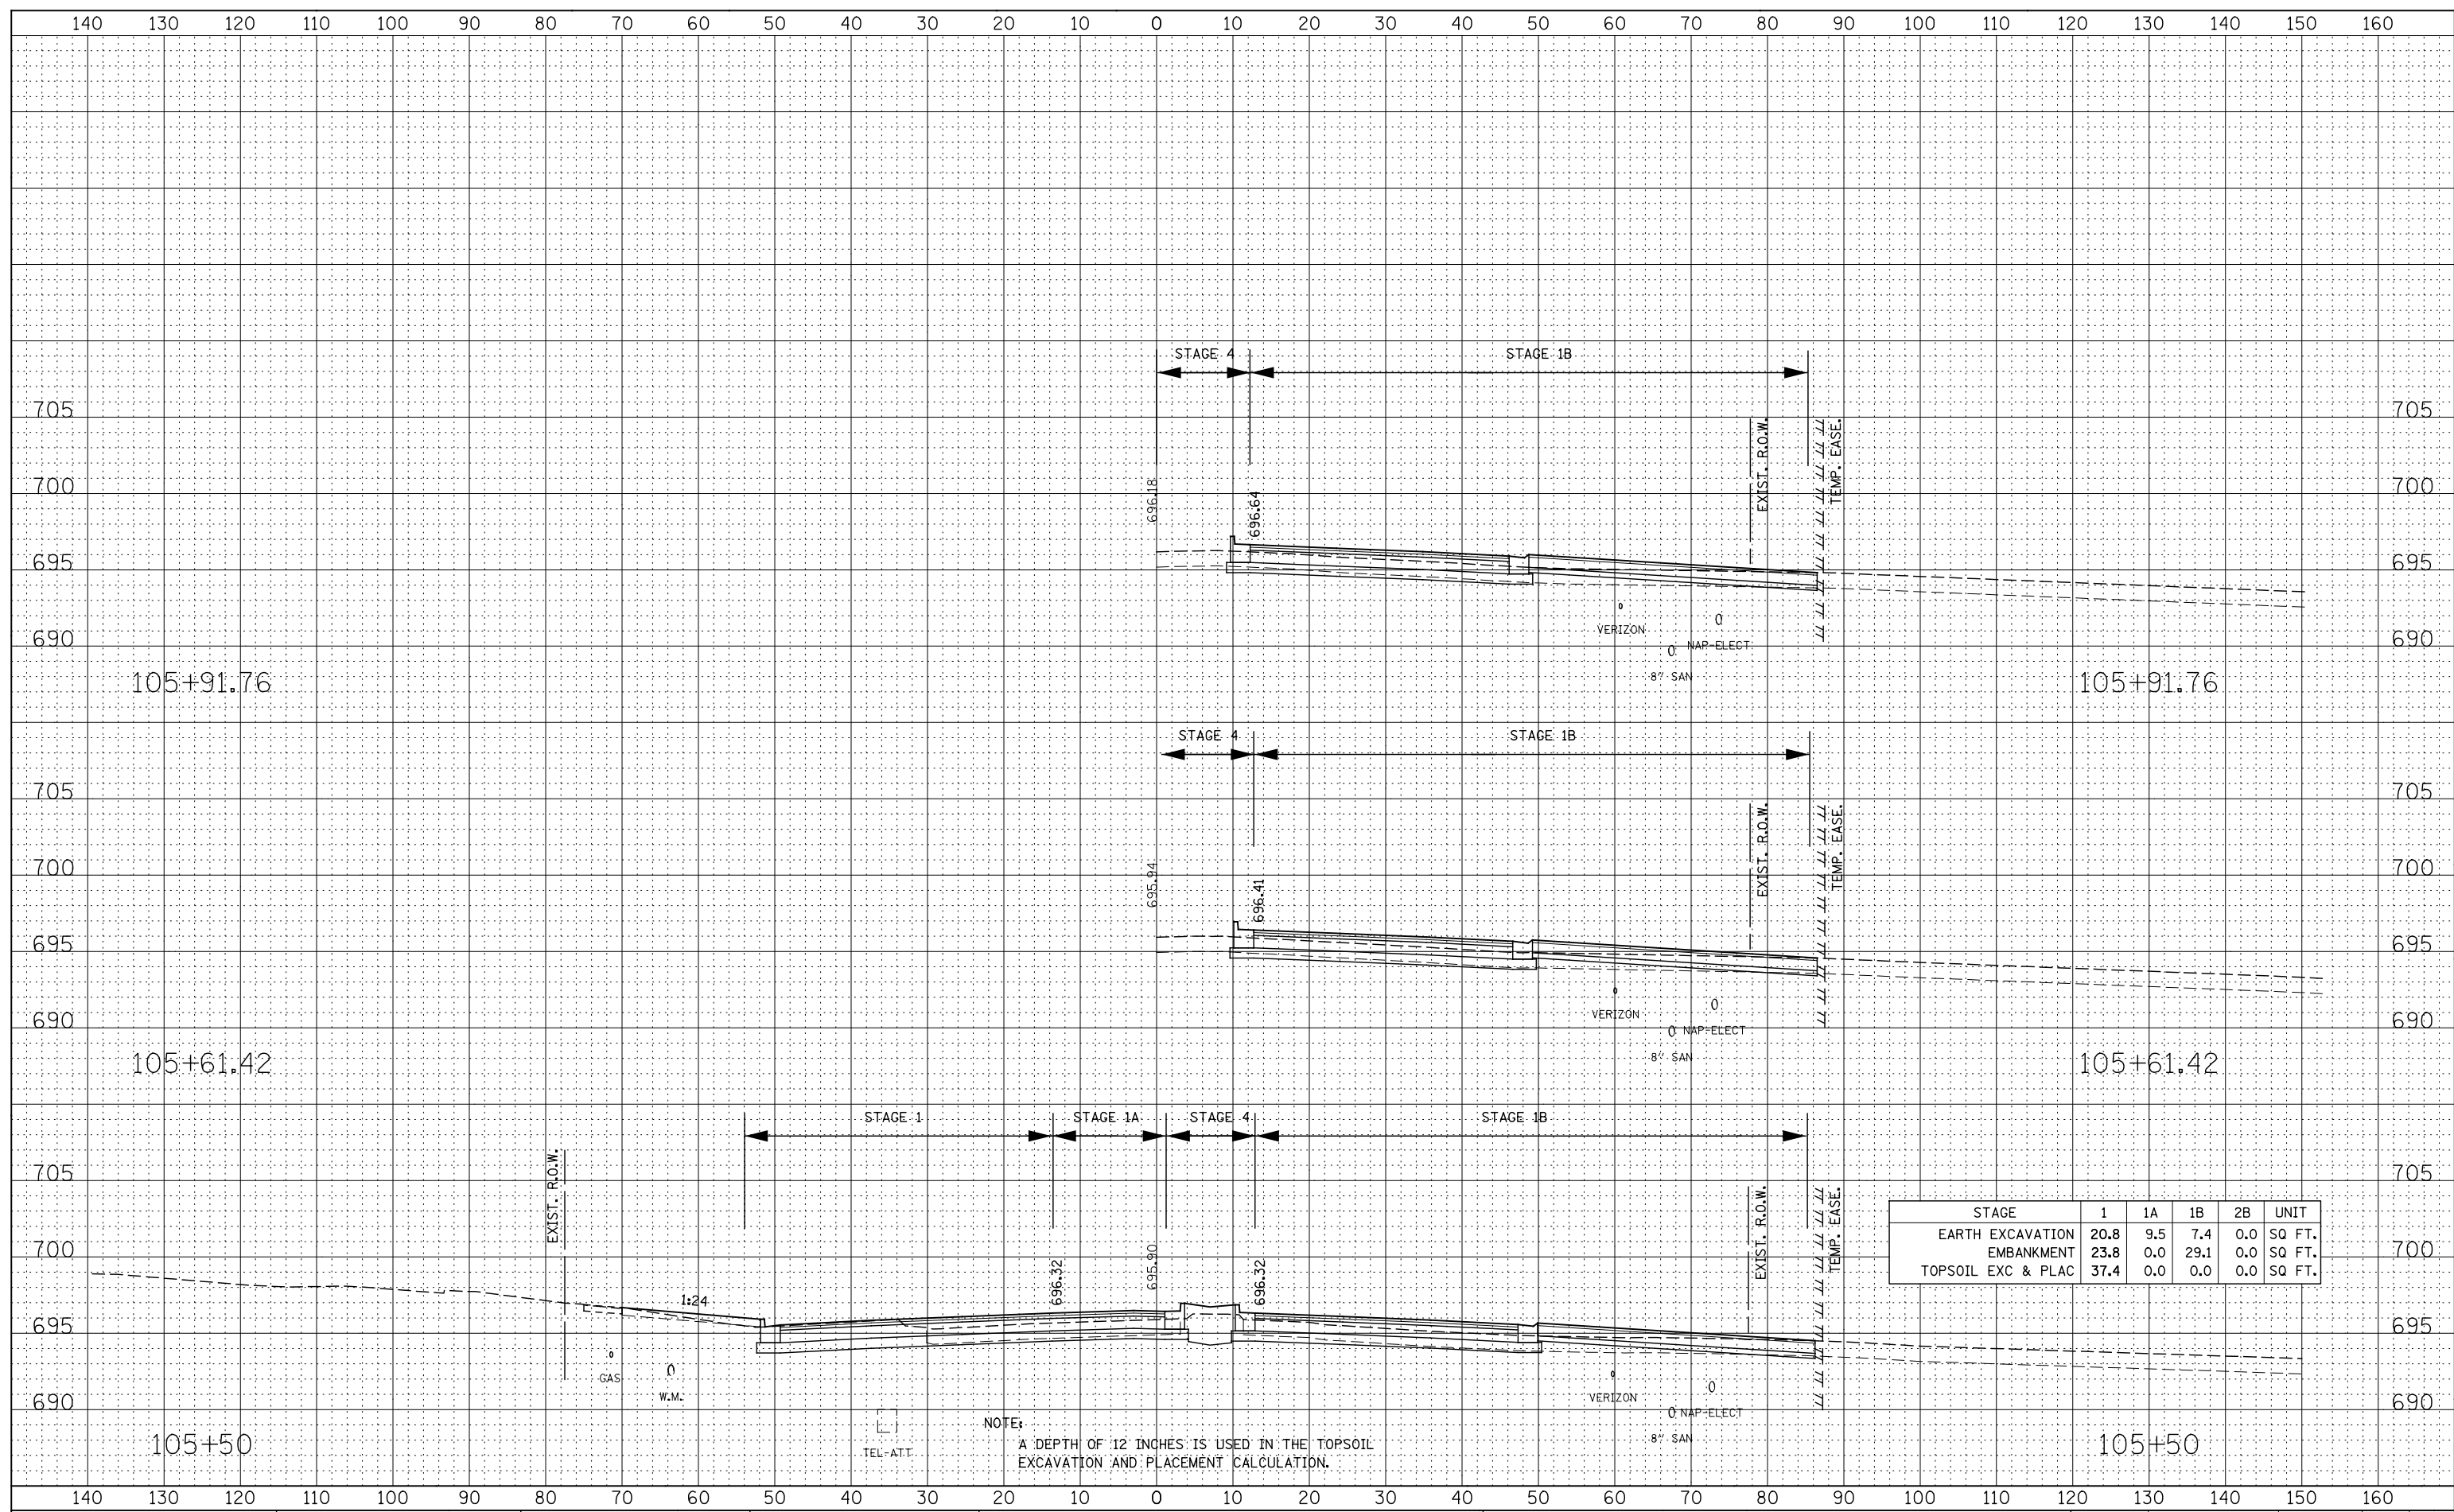 140 130 120 110 100 90 80 70 60 50 40 30 20 10 0 10 20 30 40 50 60 70 80 90 100 110 120 130 140 150 160
STAGE 4 STAGE 1B
705 EXIST. R.O.W. TEMP. EASE. 705
700 696.18 696.64 700
695 695
VERIZON
690 NAP-ELECT 690
8" SAN
105+91.76 105+91.76
STAGE 4 STAGE 1B
705 EXIST. R.O.W. TEMP. EASE. 705
700 695.94 696.41 700
695 695
VERIZON
690 NAP-ELECT 690
8" SAN
105+61.42 105+61.42
STAGE 1 STAGE 1A STAGE 4 STAGE 1B
705 EXIST. R.O.W. EXIST. R.O.W. TEMP. EASE. 705
STAGE 1 1A 1B 2B UNIT
EARTH EXCAVATION 20.8 9.5 7.4 0.0 SQ FT.
700 696.32 695.90 696.32 700
EMBANKMENT 23.8 0.0 29.1 0.0 SQ FT.
TOPSOIL EXC & PLAC 37.4 0.0 0.0 0.0 SQ FT.
1:24
695 695
GAS
W.M. VERIZON
690 NAP-ELECT 690
NOTE:
8" SAN
105+50 105+50
A DEPTH OF 12 INCHES IS USED IN THE TOPSOIL
TEL-ATT
EXCAVATION AND PLACEMENT CALCULATION.
140 130 120 110 100 90 80 70 60 50 40 30 20 10 0 10 20 30 40 50 60 70 80 90 100 110 120 130 140 150 160